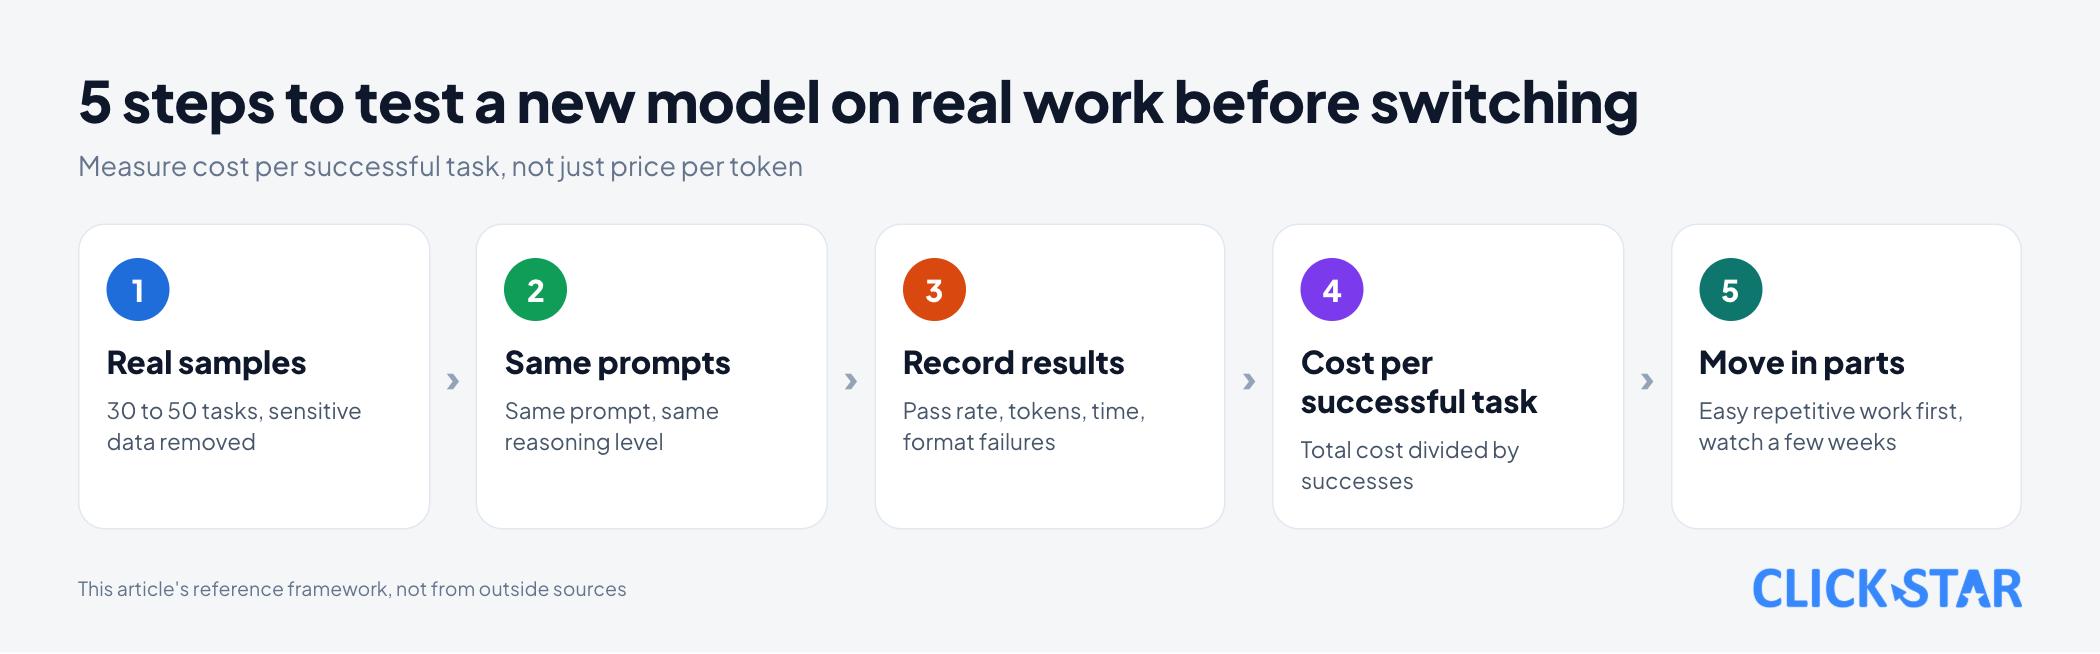 5 steps to test a new model on real work before switching
Measure cost per successful task, not just price per token
1
Real samples
30 to 50 tasks, sensitive
data removed
›
2
Same prompts
Same prompt, same
reasoning level
›
3
Record results
Pass rate, tokens, time,
format failures
›
4
Cost per
successful task
Total cost divided by
successes
›
5
Move in parts
Easy repetitive work first,
watch a few weeks
This article's reference framework, not from outside sources
CLICK STAR